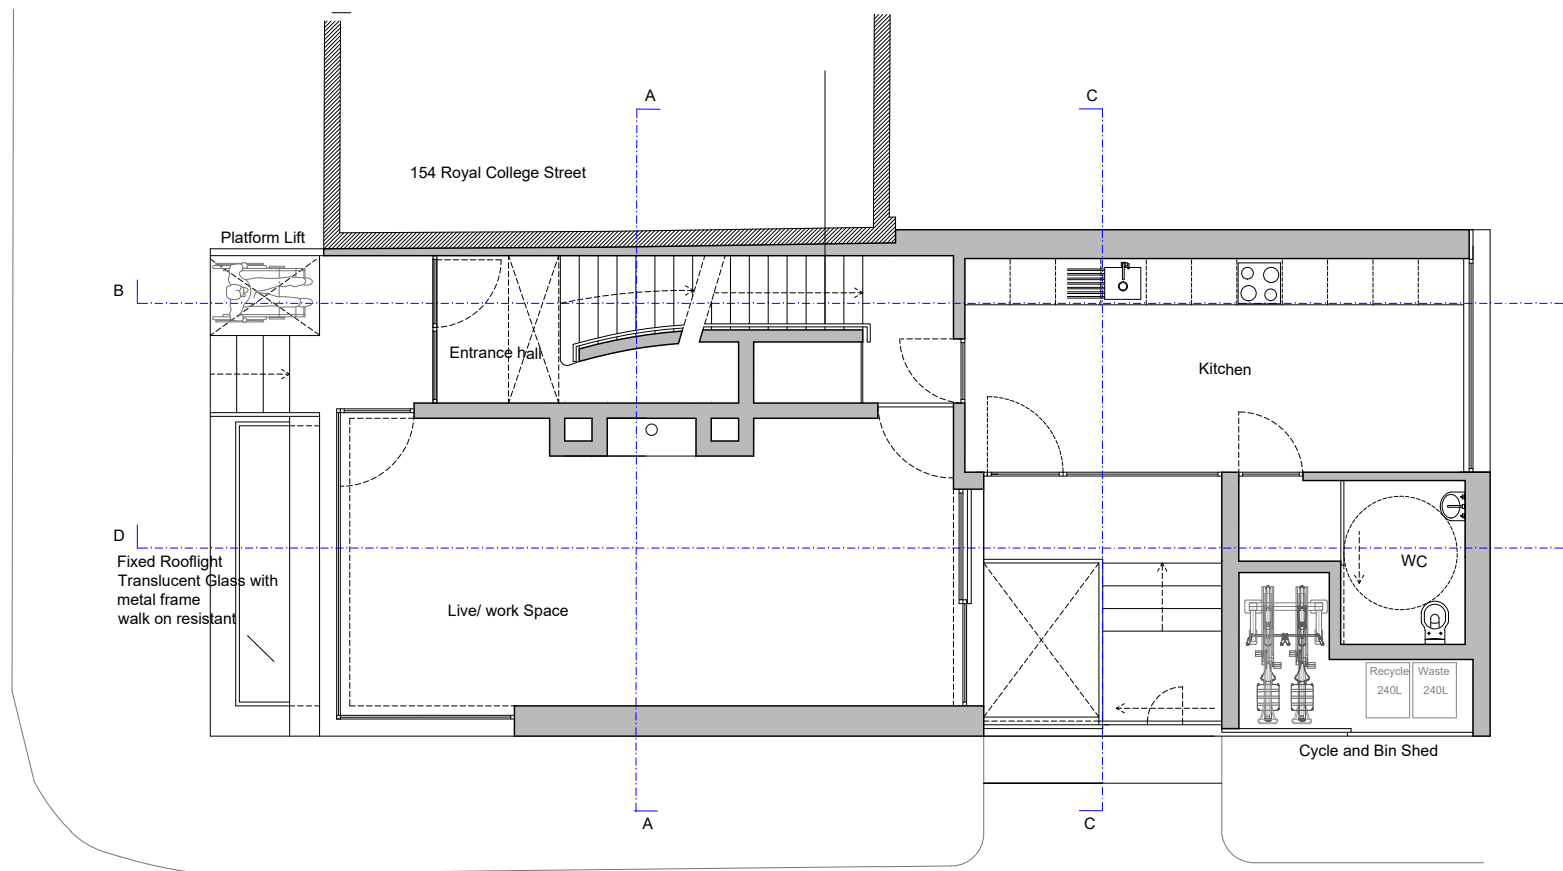 A
C
154 Royal College Street
Platform Lift
B
Entrance hall
Kitchen
D
Fixed Rooflight
Translucent Glass with
metal frame
walk on resistant
WC
Live/ work Space
Recycle
240L
Waste
240L
Cycle and Bin Shed
A
C